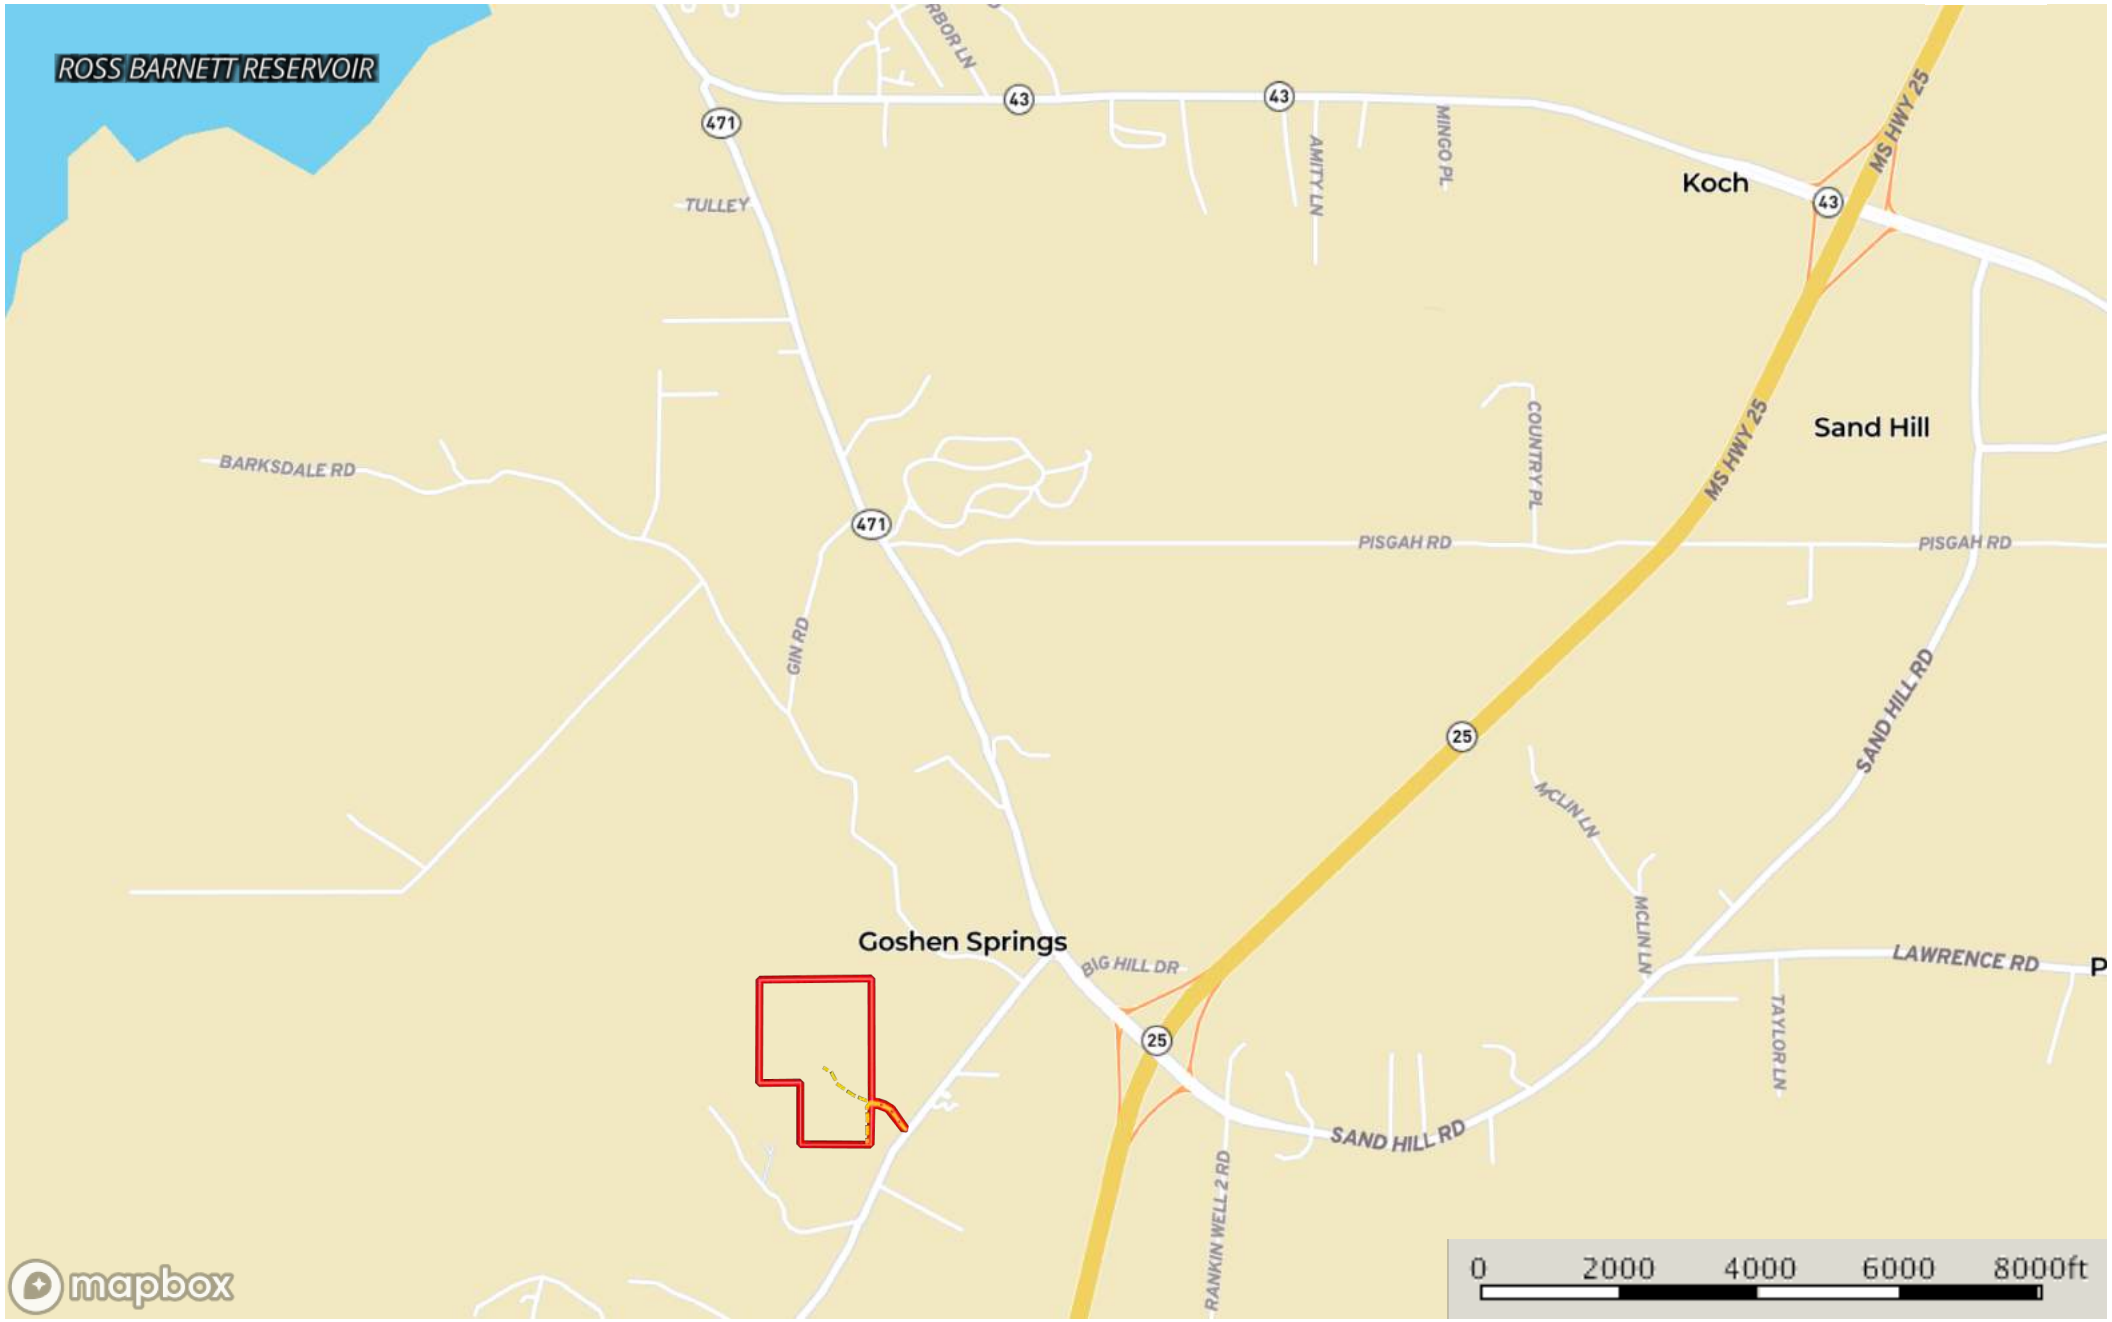 ROSS BARNETT RESERVOIR
RBOR LN
43
43
471
MINGO PL
AMITY LN
MS HWY 25
Koch
43
TULLEY
MS HWY 25
Sand Hill
COUNTRY PL
BARKSDALE RD
471
PISGAH RD
PISGAH RD
GIN RD
SAND HILL RD
25
MCLIN LN
MCLIN LN
Goshen Springs
BIG HILL DR
LAWRENCE RD
P
TAYLOR LN
25
SAND HILL RD
RANKIN WELL 2 RD
mapbox
0 2000 4000 6000 8000ft